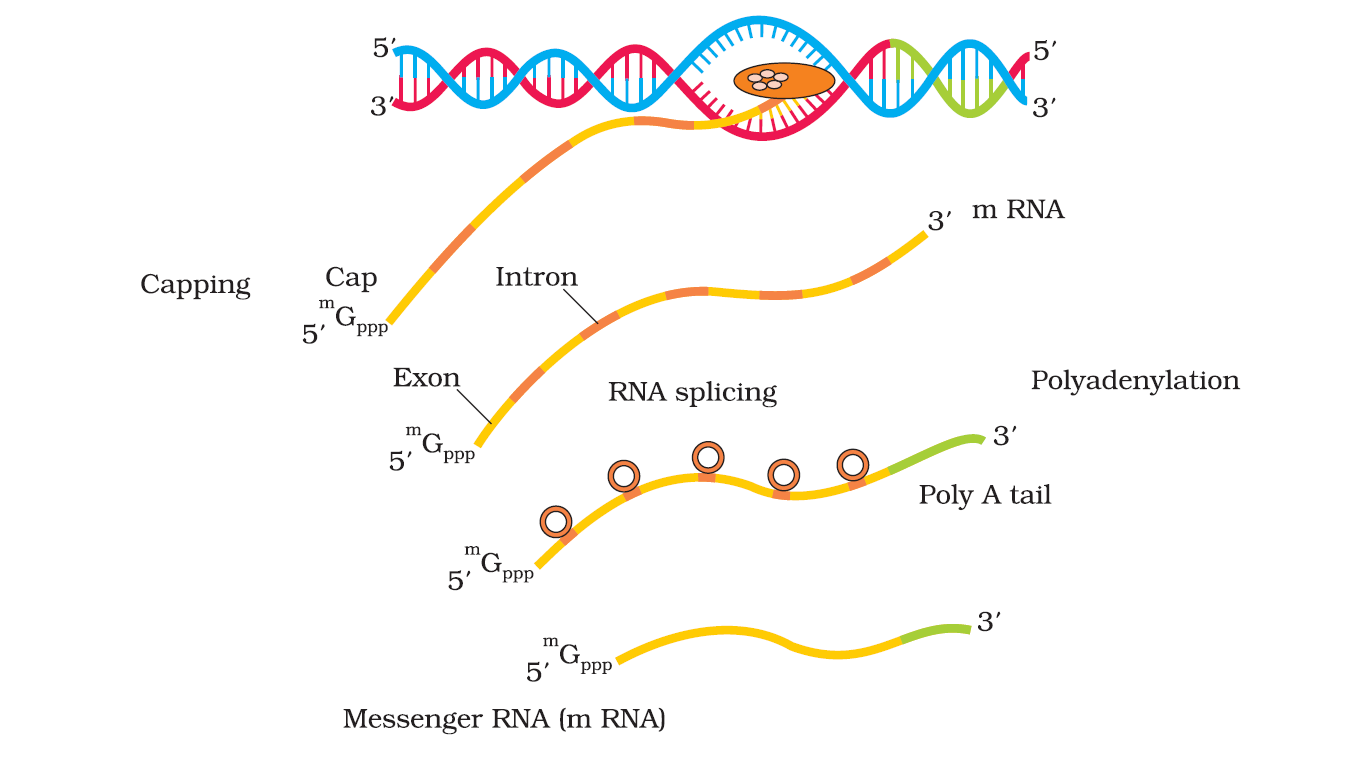 5′
5′
3′
3′
3′ m RNA
Capping
Cap
Intron
5′ mGppp
Exon
RNA splicing
Polyadenylation
5′ mGppp
3′
Poly A tail
5′ mGppp
3′
5′ mGppp
Messenger RNA (m RNA)